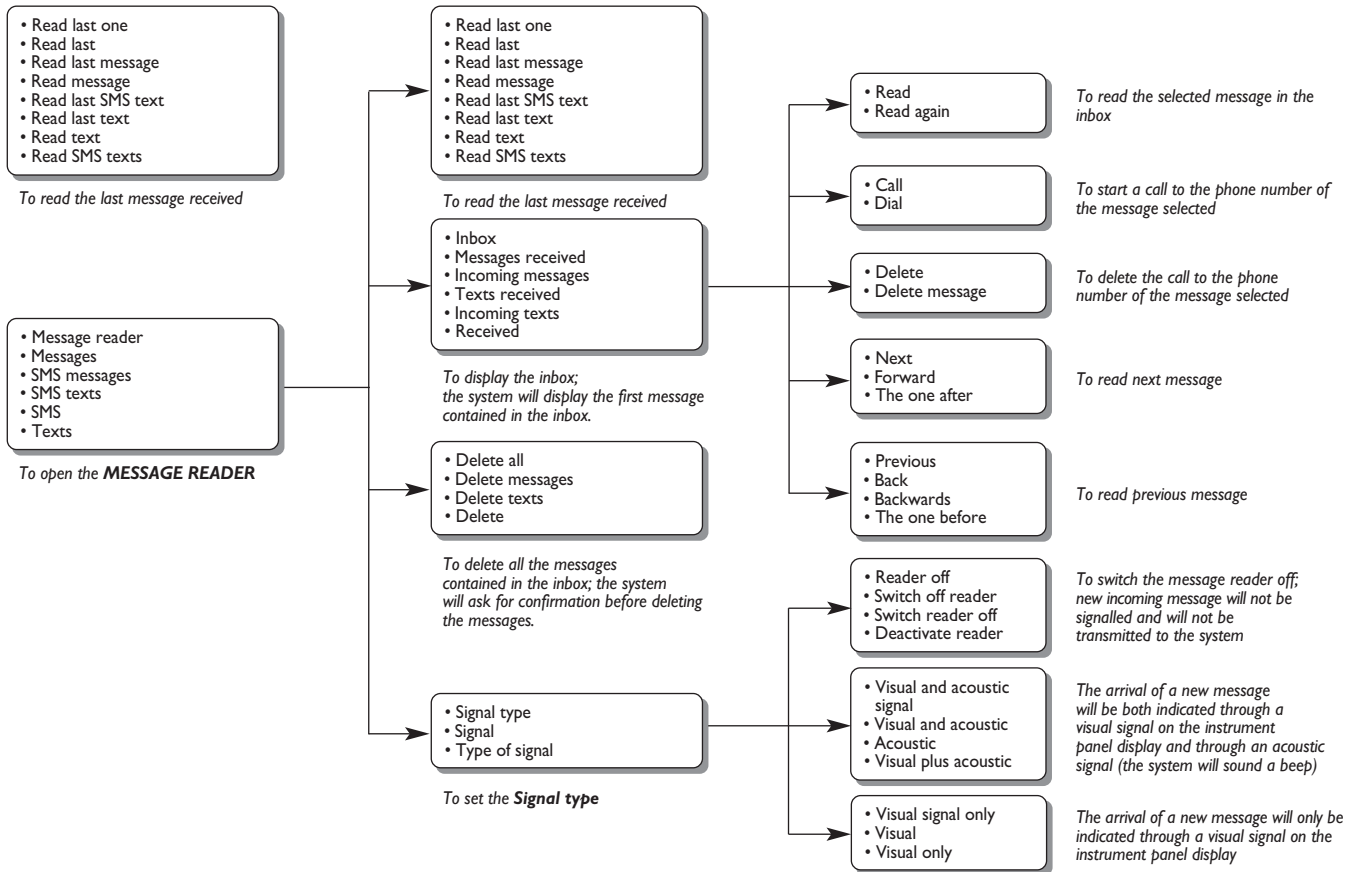 • Read last one
• Read last
• Read last message
• Read message
• Read last SMS text
• Read last text
• Read text
• Read SMS texts
To read the last message received
• Message reader
• Messages
• SMS messages
• SMS texts
• SMS
• Texts
To open the MESSAGE READER
• Read last one
• Read last
• Read last message
• Read message
• Read last SMS text
• Read last text
• Read text
• Read SMS texts
To read the last message received
• Inbox
• Messages received
• Incoming messages
• Texts received
• Incoming texts
• Received
To display the inbox;
the system will display the first message
contained in the inbox.
• Delete all
• Delete messages
• Delete texts
• Delete
To delete all the messages
contained in the inbox; the system
will ask for confirmation before deleting
the messages.
• Signal type
• Signal
• Type of signal
To set the Signal type
• Read
• Read again
To read the selected message in the
inbox
• Call
• Dial
To start a call to the phone number of
the message selected
• Delete
• Delete message
To delete the call to the phone
number of the message selected
• Next
• Forward
• The one after
To read next message
• Previous
• Back
• Backwards
• The one before
To read previous message
• Reader off
• Switch off reader
• Switch reader off
• Deactivate reader
To switch the message reader off;
new incoming message will not be
signalled and will not be
transmitted to the system
• Visual and acoustic
signal
• Visual and acoustic
• Acoustic
• Visual plus acoustic
The arrival of a new message
will be both indicated through a
visual signal on the instrument
panel display and through an acoustic
signal (the system will sound a beep)
• Visual signal only
• Visual
• Visual only
The arrival of a new message will only be
indicated through a visual signal on the
instrument panel display